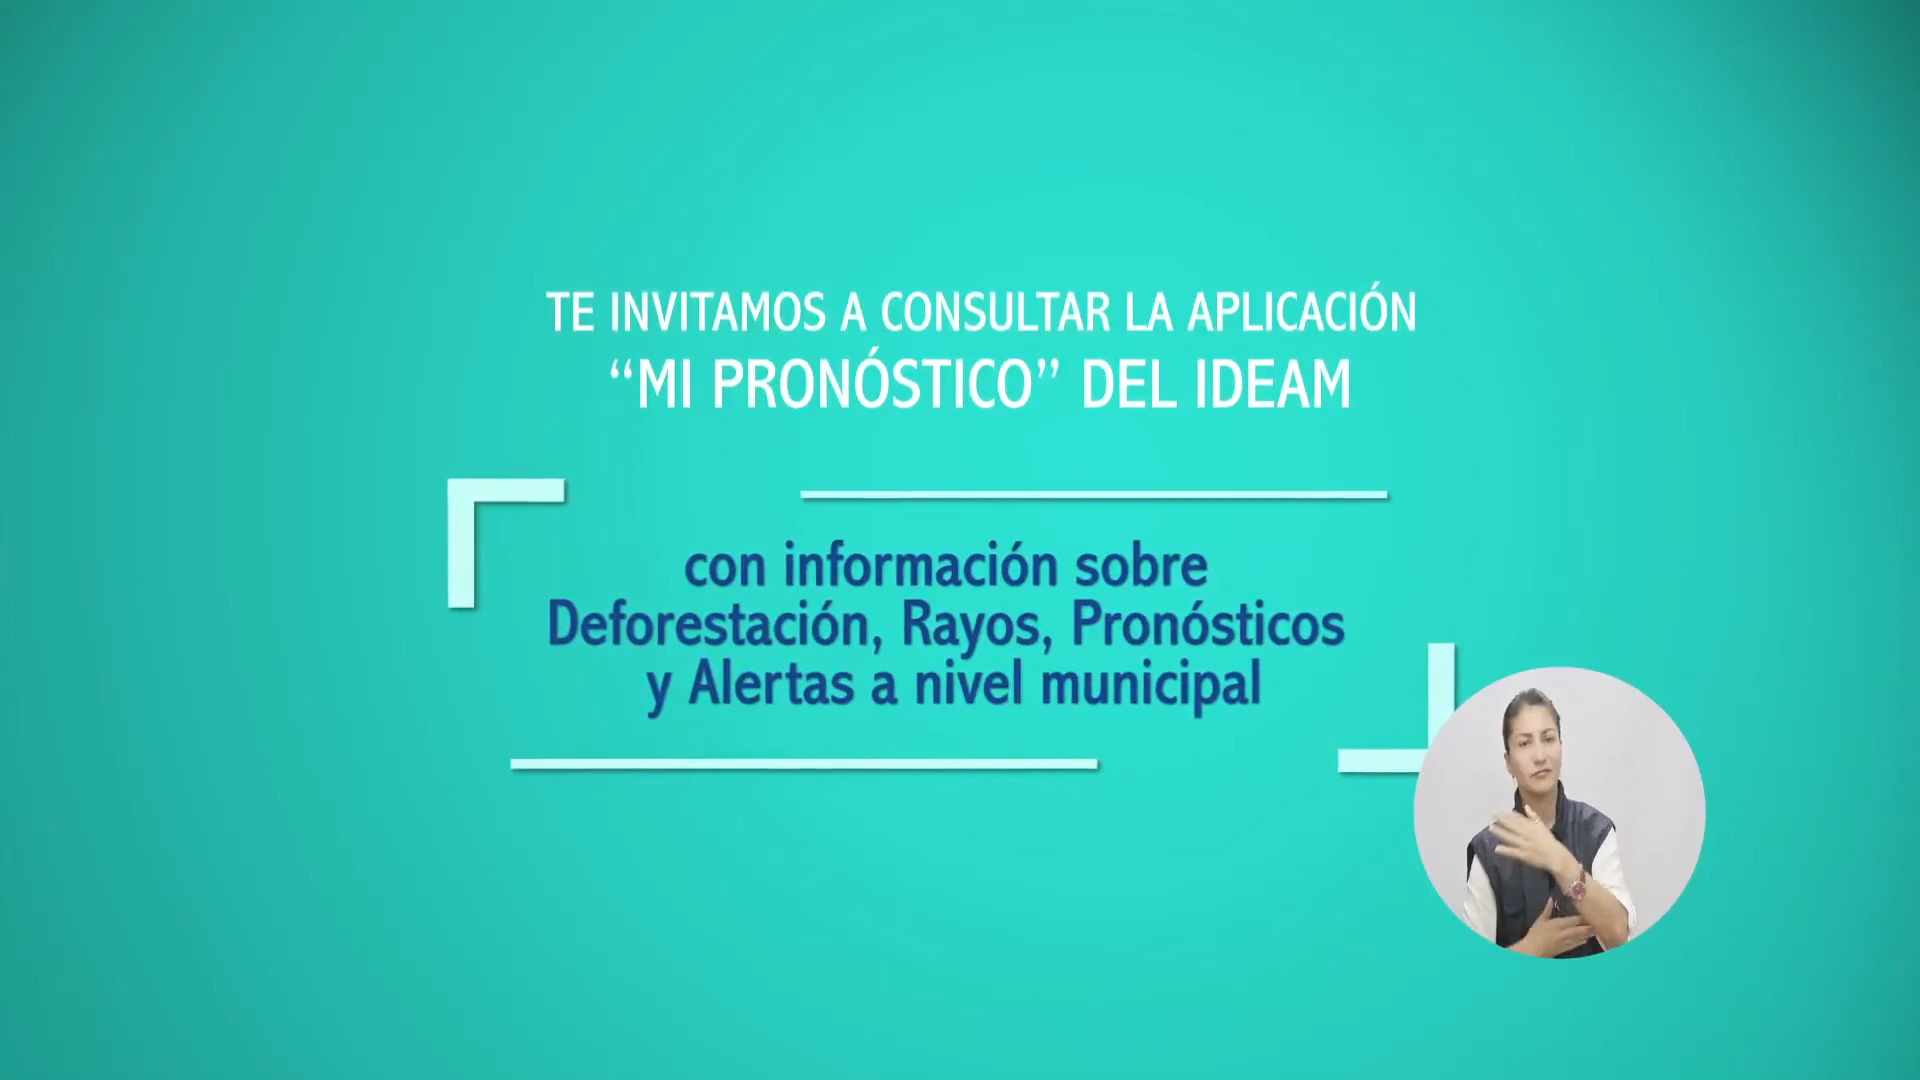 TE INVITAMOS A CONSULTAR LA APLICACIÓN
“MI PRONÓSTICO” DEL IDEAM
con información sobre
Deforestación, Rayos, Pronósticos
y Alertas a nivel municipal